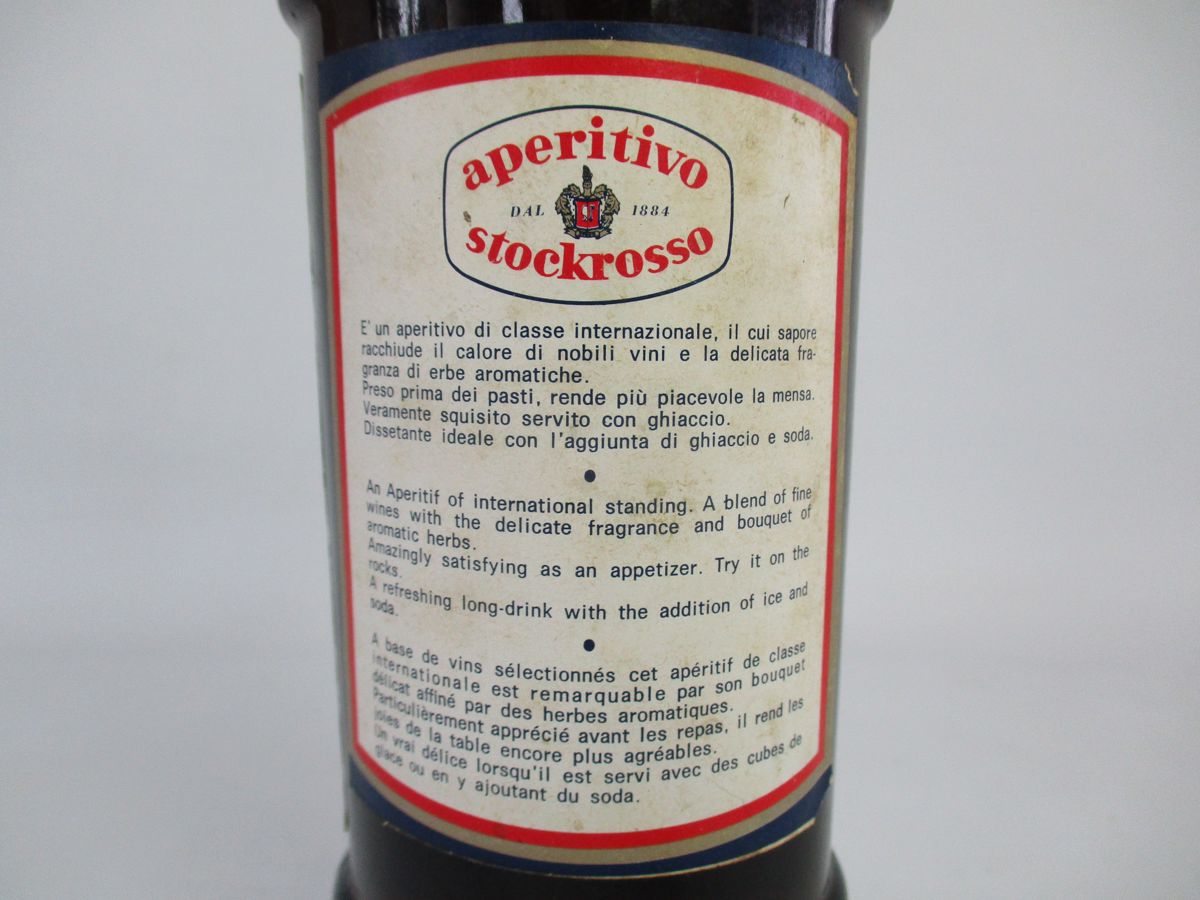 aperitivo
DAL 1884
stockrosso
E' un aperitivo di classe internazionale, il cui sapore
racchiude il calore di nobili vini e la delicata fra-
granza di erbe aromatiche.
Preso prima dei pasti, rende più piacevole la mensa.
Veramente squisito servito con ghiaccio.
Dissetante ideale con l'aggiunta di ghiaccio e soda.
●
An Aperitif of international standing. A blend of fine
wines with the delicate fragrance and bouquet of
aromatic herbs.
Amazingly satisfying as an appetizer. Try it on the
rocks.
A refreshing long-drink with the addition of ice and
soda.
●
A base de vins sélectionnés cet apéritif de classe
internationale est remarquable par son bouquet
délicat affiné par des herbes aromatiques.
Particulièrement apprécié avant les repas, il rend les
joies de la table encore plus agréables.
Un vrai délice lorsqu'il est servi avec des cubes de
glace ou en y ajoutant du soda.